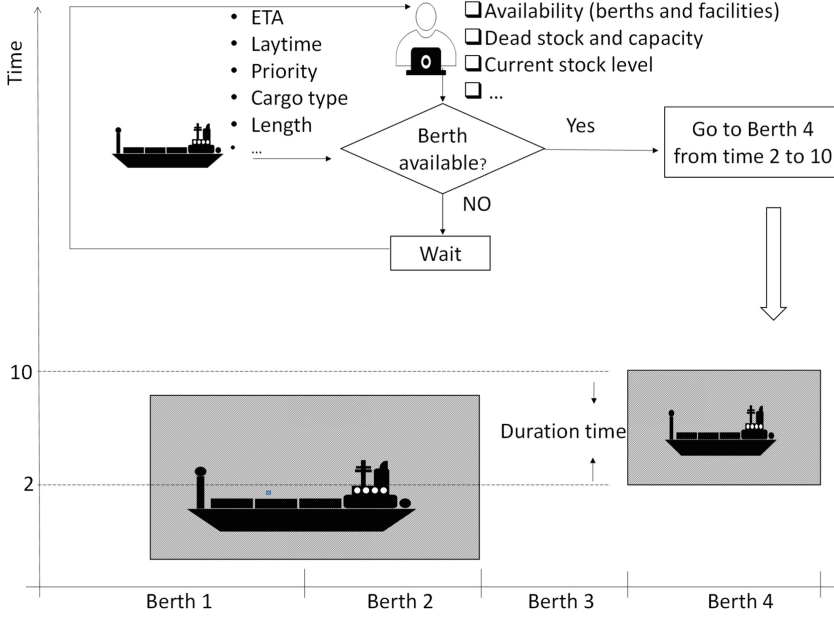 Time
• ETA
• Laytime
• Priority
• Cargo type
• Length
• ...
❑Availability (berths and facilities)
❑Dead stock and capacity
❑Current stock level
❑ ...
Berth
available?
Yes
Go to Berth 4
from time 2 to 10
NO
Wait
10
Duration time
2
Berth 1
Berth 2
Berth 3
Berth 4